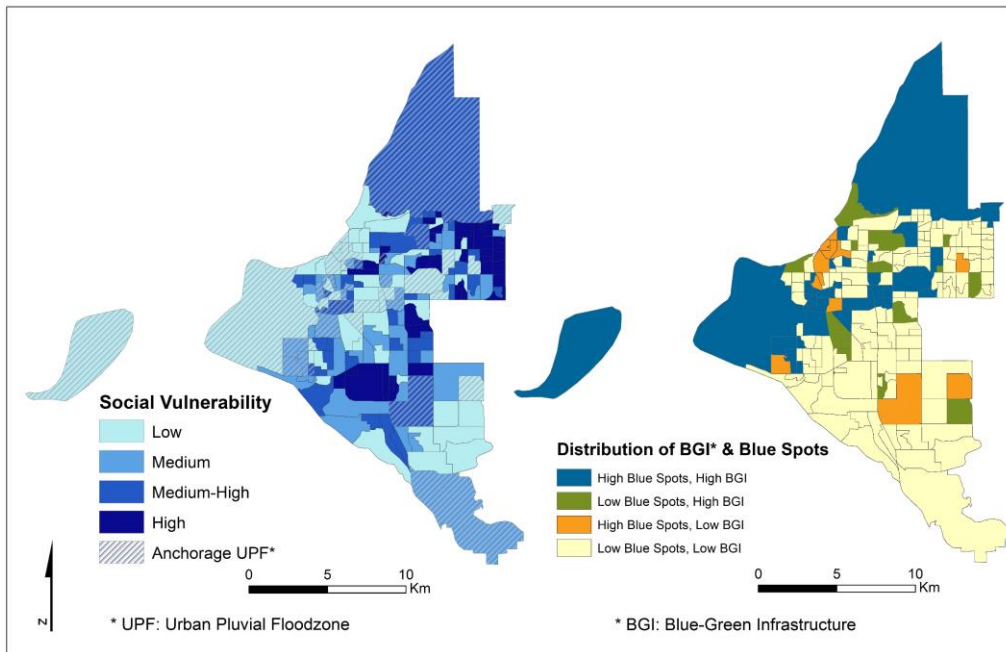 Social Vulnerability
Low
Medium
Medium-High
High
Anchorage UPF*
0 5 10
Km
N
* UPF: Urban Pluvial Floodzone
Distribution of BGI* & Blue Spots
High Blue Spots, High BGI
Low Blue Spots, High BGI
High Blue Spots, Low BGI
Low Blue Spots, Low BGI
0 5 10
Km
* BGI: Blue-Green Infrastructure